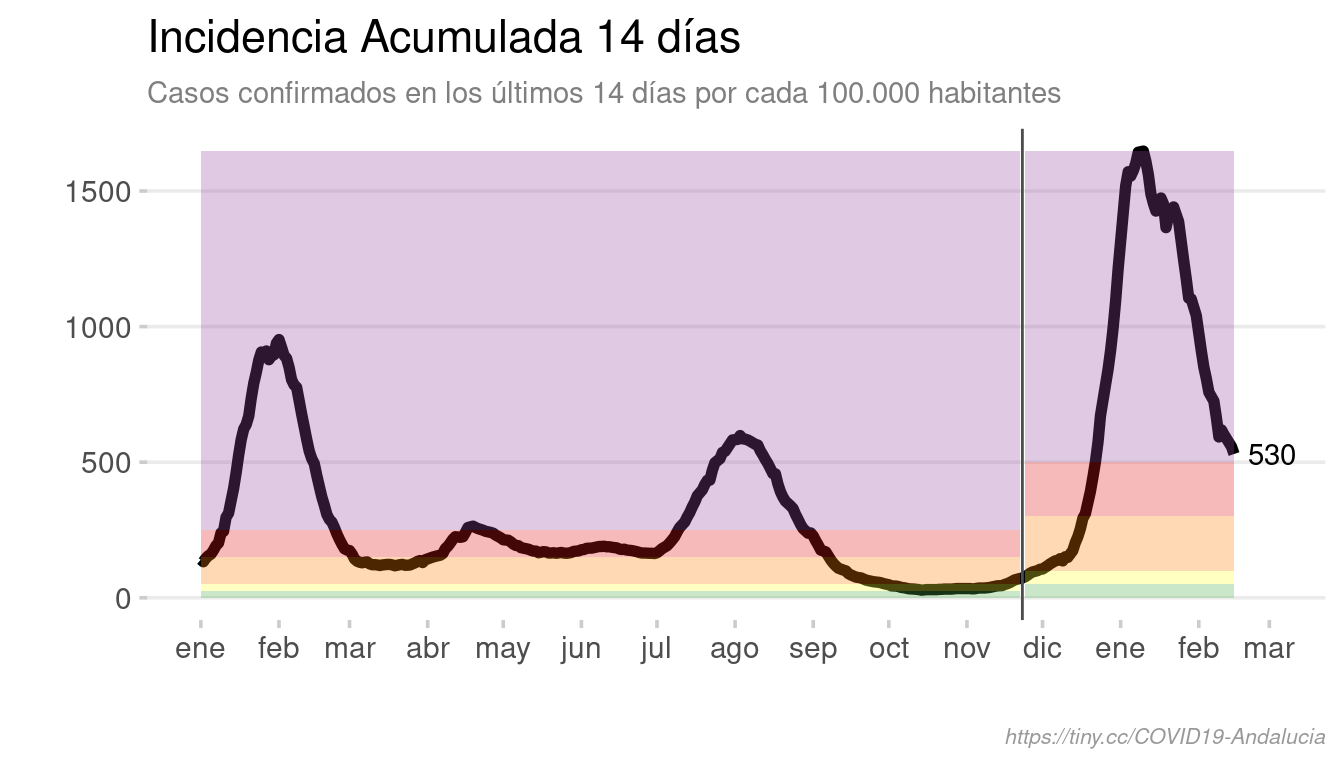 Incidencia Acumulada 14 días
Casos confirmados en los últimos 14 días por cada 100.000 habitantes
1500
1000
500
0
530
ene feb mar abr may jun jul ago sep oct nov dic ene feb mar
https://tiny.cc/COVID19-Andalucia